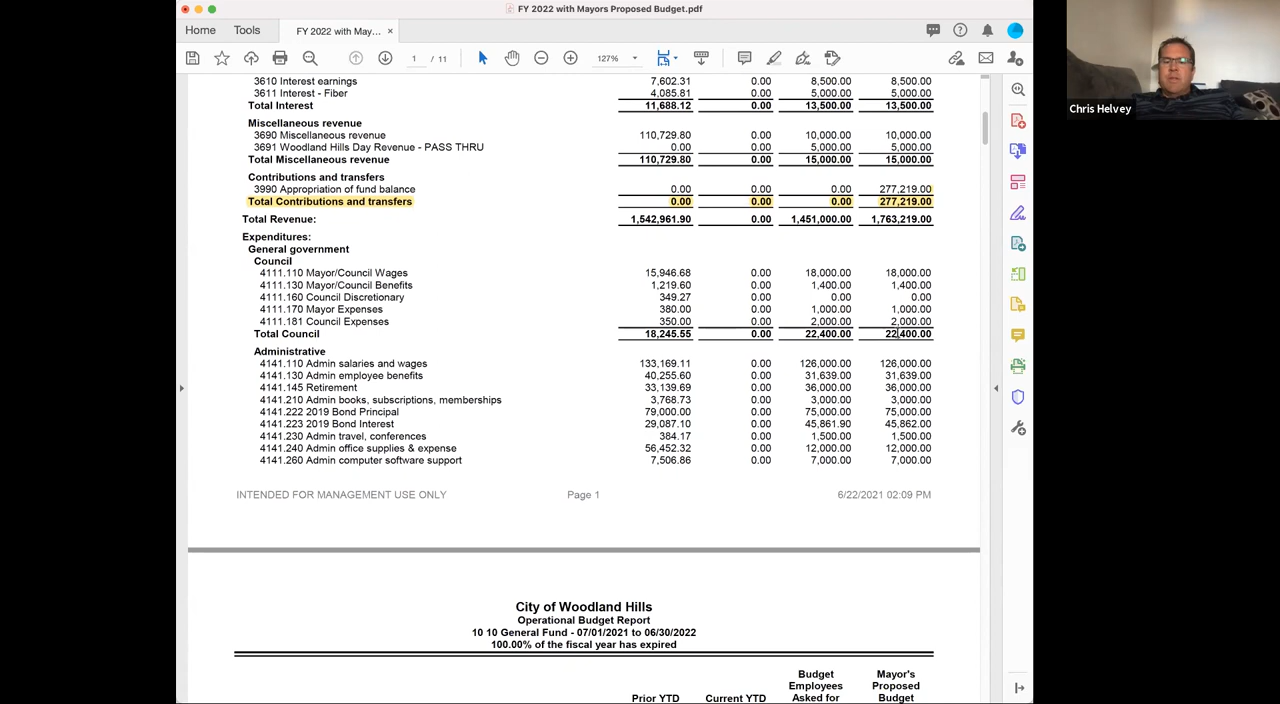 FY 2022 with Mayors Proposed Budget.pdf
Home Tools FY 2022 with May... ×
1 / 11 127%
3610 Interest earnings 7,602.31 0.00 8,500.00 8,500.00
3611 Interest - Fiber 4,085.81 0.00 5,000.00 5,000.00
Total Interest 11,688.12 0.00 13,500.00 13,500.00
Miscellaneous revenue
3690 Miscellaneous revenue 110,729.80 0.00 10,000.00 10,000.00
3691 Woodland Hills Day Revenue - PASS THRU 0.00 0.00 5,000.00 5,000.00
Total Miscellaneous revenue 110,729.80 0.00 15,000.00 15,000.00
Contributions and transfers
3990 Appropriation of fund balance 0.00 0.00 0.00 277,219.00
Total Contributions and transfers 0.00 0.00 0.00 277,219.00
Total Revenue: 1,542,961.90 0.00 1,451,000.00 1,763,219.00
Expenditures:
General government
Council
4111.110 Mayor/Council Wages 15,946.68 0.00 18,000.00 18,000.00
4111.130 Mayor/Council Benefits 1,219.60 0.00 1,400.00 1,400.00
4111.160 Council Discretionary 349.27 0.00 0.00 0.00
4111.170 Mayor Expenses 380.00 0.00 1,000.00 1,000.00
4111.181 Council Expenses 350.00 0.00 2,000.00 2,000.00
Total Council 18,245.55 0.00 22,400.00 22,400.00
Administrative
4141.110 Admin salaries and wages 133,169.11 0.00 126,000.00 126,000.00
4141.130 Admin employee benefits 40,255.60 0.00 31,639.00 31,639.00
4141.145 Retirement 33,139.69 0.00 36,000.00 36,000.00
4141.210 Admin books, subscriptions, memberships 3,768.73 0.00 3,000.00 3,000.00
4141.222 2019 Bond Principal 79,000.00 0.00 75,000.00 75,000.00
4141.223 2019 Bond Interest 29,087.10 0.00 45,861.90 45,862.00
4141.230 Admin travel, conferences 384.17 0.00 1,500.00 1,500.00
4141.240 Admin office supplies & expense 56,452.32 0.00 12,000.00 12,000.00
4141.260 Admin computer software support 7,506.86 0.00 7,000.00 7,000.00
INTENDED FOR MANAGEMENT USE ONLY Page 1 6/22/2021 02:09 PM
City of Woodland Hills
Operational Budget Report
10 10 General Fund - 07/01/2021 to 06/30/2022
100.00% of the fiscal year has expired
Budget Mayor's
Employees Proposed
Prior YTD Current YTD Asked for Budget
Chris Helvey